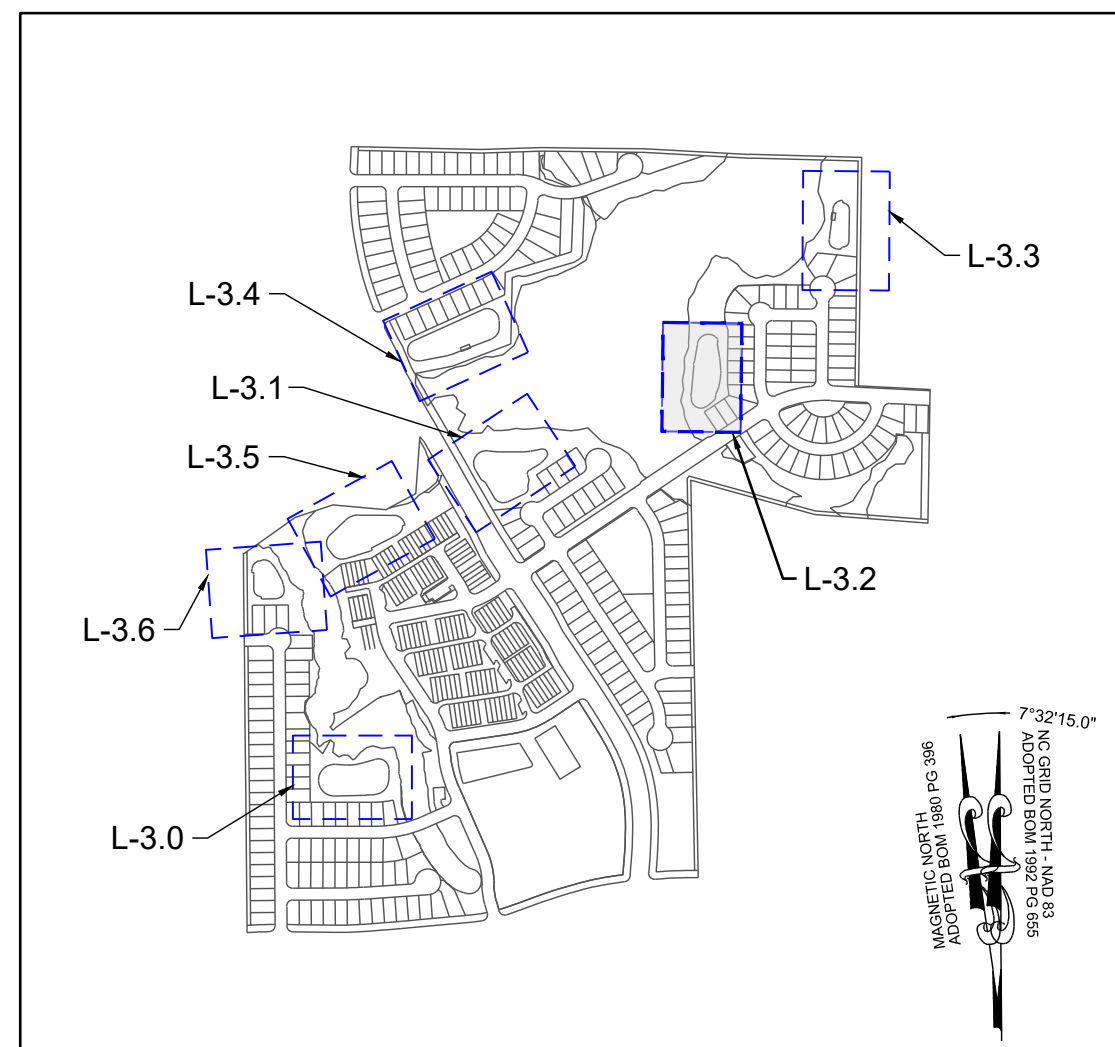 L-3.3
L-3.4
L-3.1
L-3.5
L-3.2
L-3.6
L-3.0
7°32'15.0"
MAGNETIC NORTH
ADOPTED BOM 1980 PG 396
NC GRID NORTH - NAD 83
ADOPTED BOM 1992 PG 655